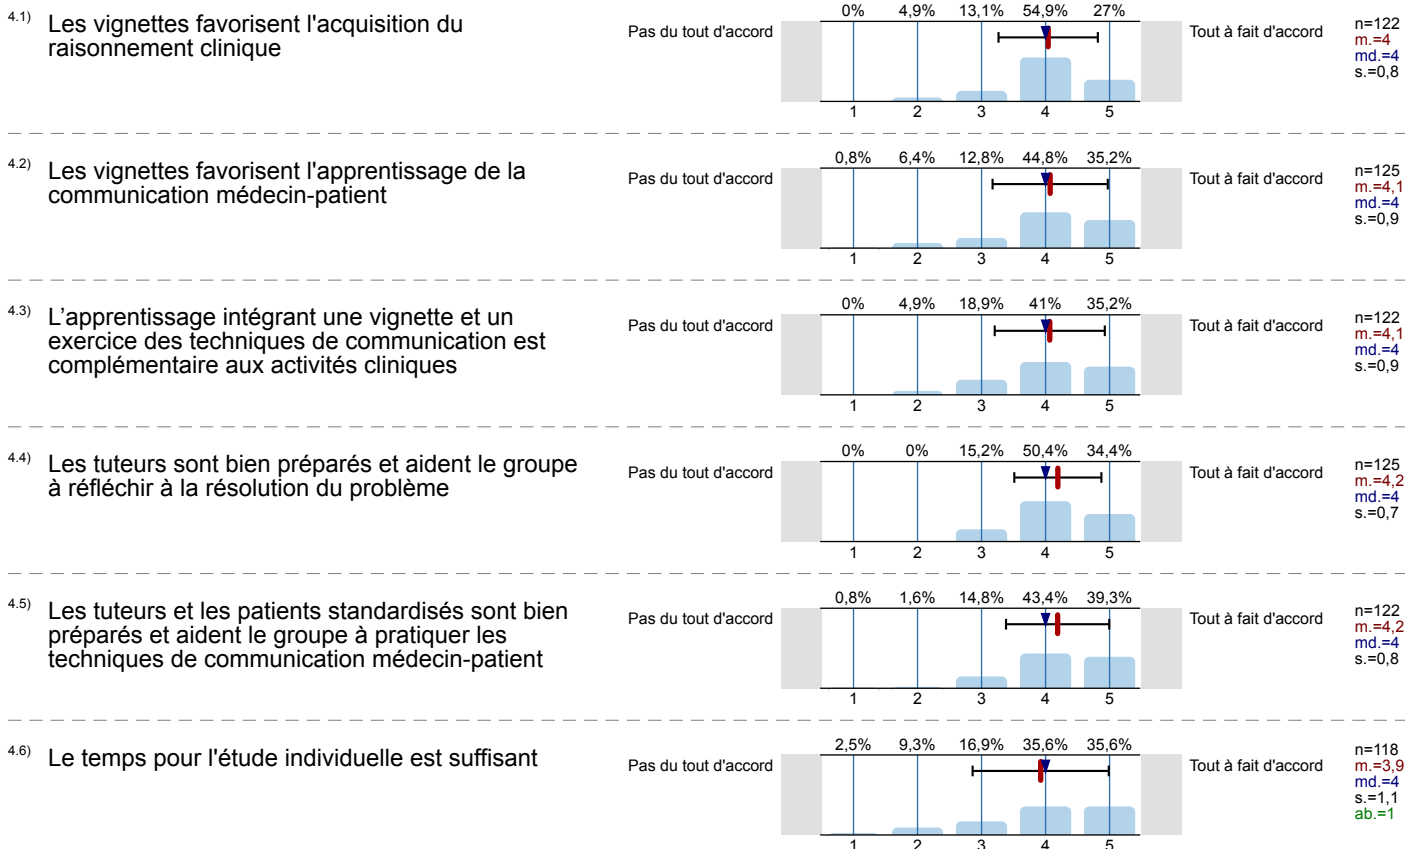 4.1) Les vignettes favorisent l'acquisition du
raisonnement clinique
Pas du tout d'accord
0% 4,9% 13,1% 54,9% 27%
1 2 3 4 5
Tout à fait d'accord
n=122
m.=4
md.=4
s.=0,8
4.2) Les vignettes favorisent l'apprentissage de la
communication médecin-patient
Pas du tout d'accord
0,8% 6,4% 12,8% 44,8% 35,2%
1 2 3 4 5
Tout à fait d'accord
n=125
m.=4,1
md.=4
s.=0,9
4.3) L’apprentissage intégrant une vignette et un
exercice des techniques de communication est
complémentaire aux activités cliniques
Pas du tout d'accord
0% 4,9% 18,9% 41% 35,2%
1 2 3 4 5
Tout à fait d'accord
n=122
m.=4,1
md.=4
s.=0,9
4.4) Les tuteurs sont bien préparés et aident le groupe
à réfléchir à la résolution du problème
Pas du tout d'accord
0% 0% 15,2% 50,4% 34,4%
1 2 3 4 5
Tout à fait d'accord
n=125
m.=4,2
md.=4
s.=0,7
4.5) Les tuteurs et les patients standardisés sont bien
préparés et aident le groupe à pratiquer les
techniques de communication médecin-patient
Pas du tout d'accord
0,8% 1,6% 14,8% 43,4% 39,3%
1 2 3 4 5
Tout à fait d'accord
n=122
m.=4,2
md.=4
s.=0,8
4.6) Le temps pour l'étude individuelle est suffisant
Pas du tout d'accord
2,5% 9,3% 16,9% 35,6% 35,6%
1 2 3 4 5
Tout à fait d'accord
n=118
m.=3,9
md.=4
s.=1,1
ab.=1